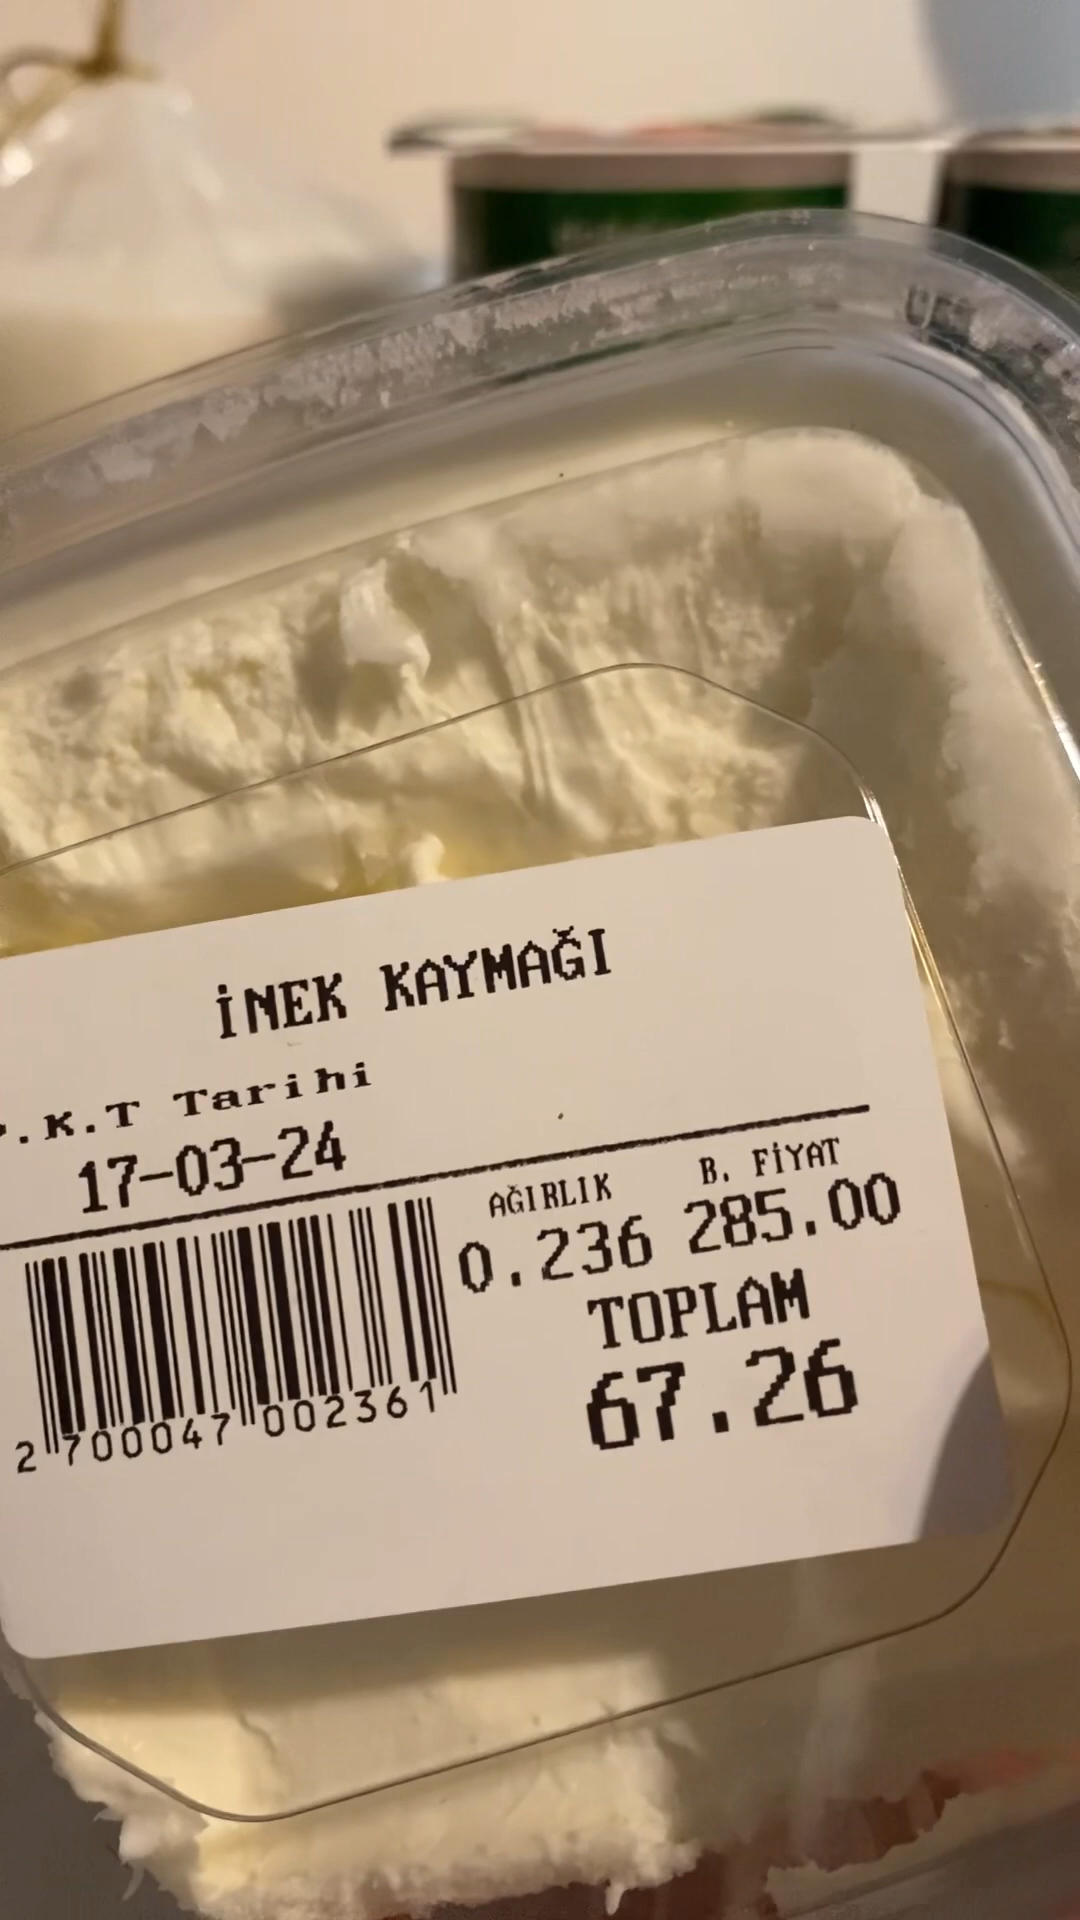 İNEK KAYMAĞI
.K.T Tarihi
17-03-24
AĞIRLIK B. FİYAT
0.236 285.00
TOPLAM
67.26
2 700047 002361